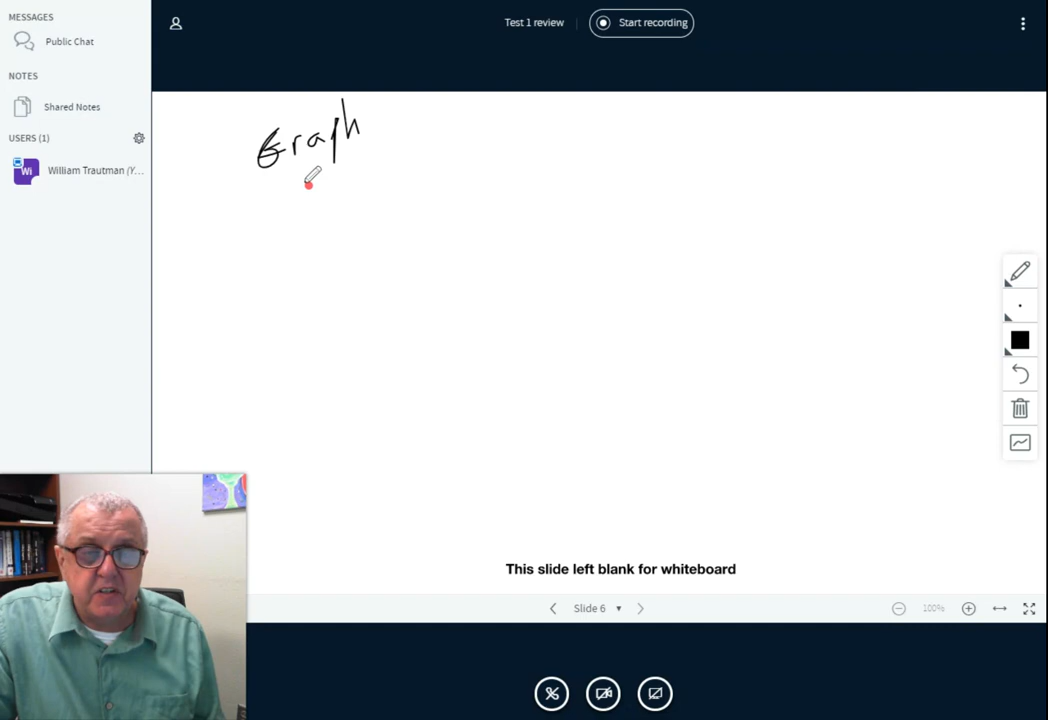 MESSAGES
Public Chat
NOTES
Shared Notes
USERS (1)
Wi
William Trautman (Y...
Test 1 review
Start recording
Graph
This slide left blank for whiteboard
Slide 6
100%